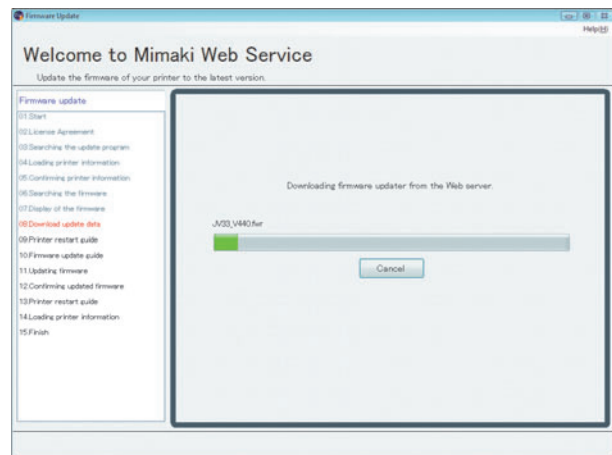 Firmware Update
Help(H)
Welcome to Mimaki Web Service
Update the firmware of your printer to the latest version.
Firmware update
01.Start
02.License Agreement
03.Searching the update program
04.Loading printer information
05.Confirming printer information
06.Searching the firmware
07.Display of the firmware
08.Download update data
09.Printer restart guide
10.Firmware update guide
11.Updating firmware
12.Confirming updated firmware
13.Printer restart guide
14.Loading printer information
15.Finish
Downloading firmware updater from the Web server.
JV33_V440.fwr
Cancel